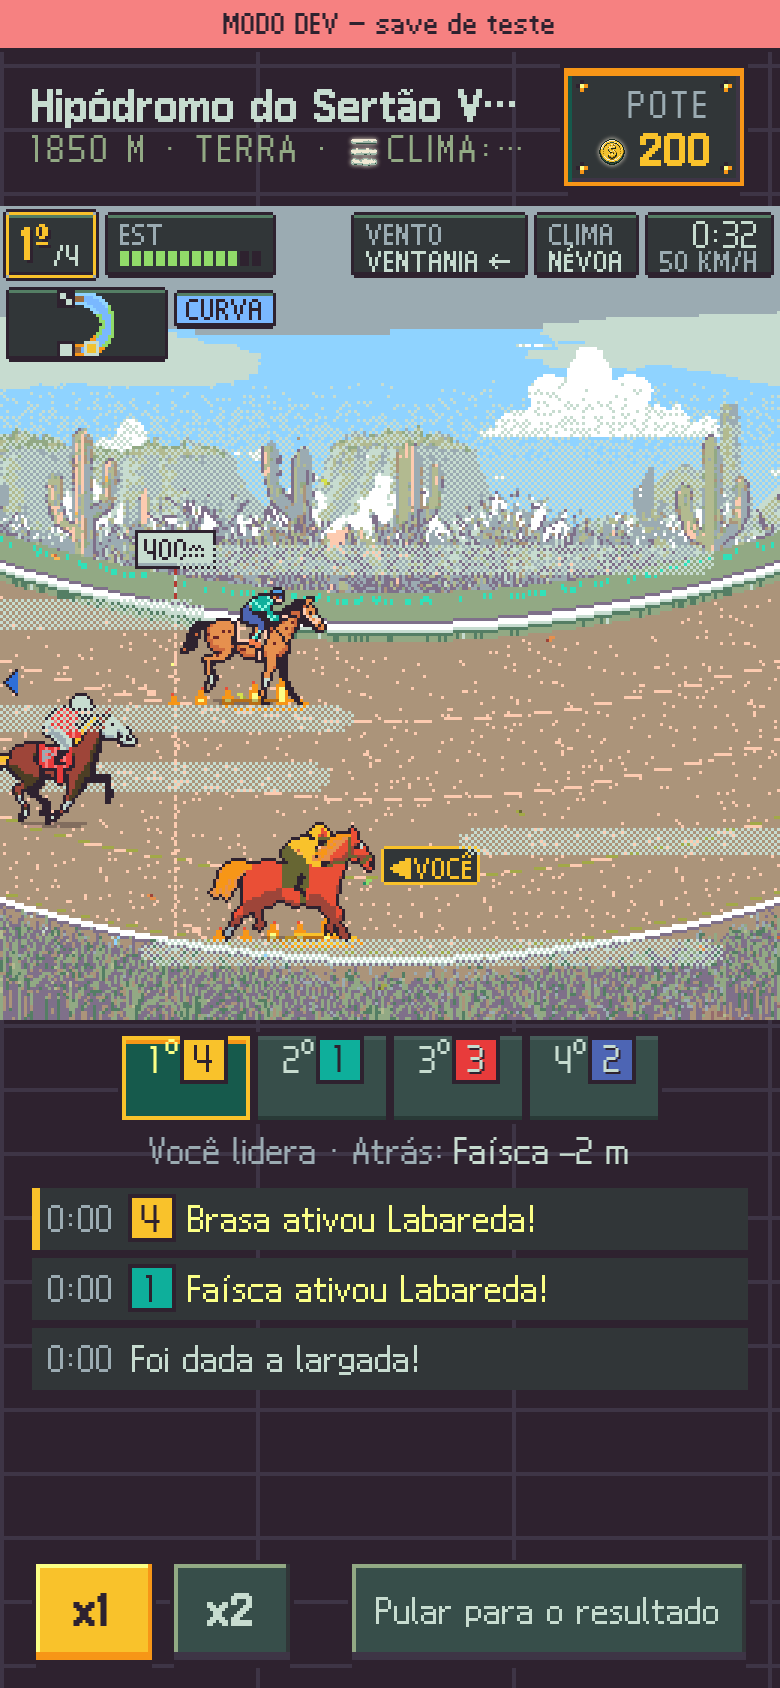 MODO DEV — save de teste
Hipódromo do Sertão V...
1850 M · TERRA · CLIMA:...
POTE
200
1º/4
EST
VENTO
VENTANIA ←
CLIMA
NÉVOA
0:32
50 KM/H
CURVA
400m
◀VOCÊ
1º 4
2º 1
3º 3
4º 2
Você lidera · Atrás: Faísca −2 m
0:00 4 Brasa ativou Labareda!
0:00 1 Faísca ativou Labareda!
0:00 Foi dada a largada!
x1
x2
Pular para o resultado